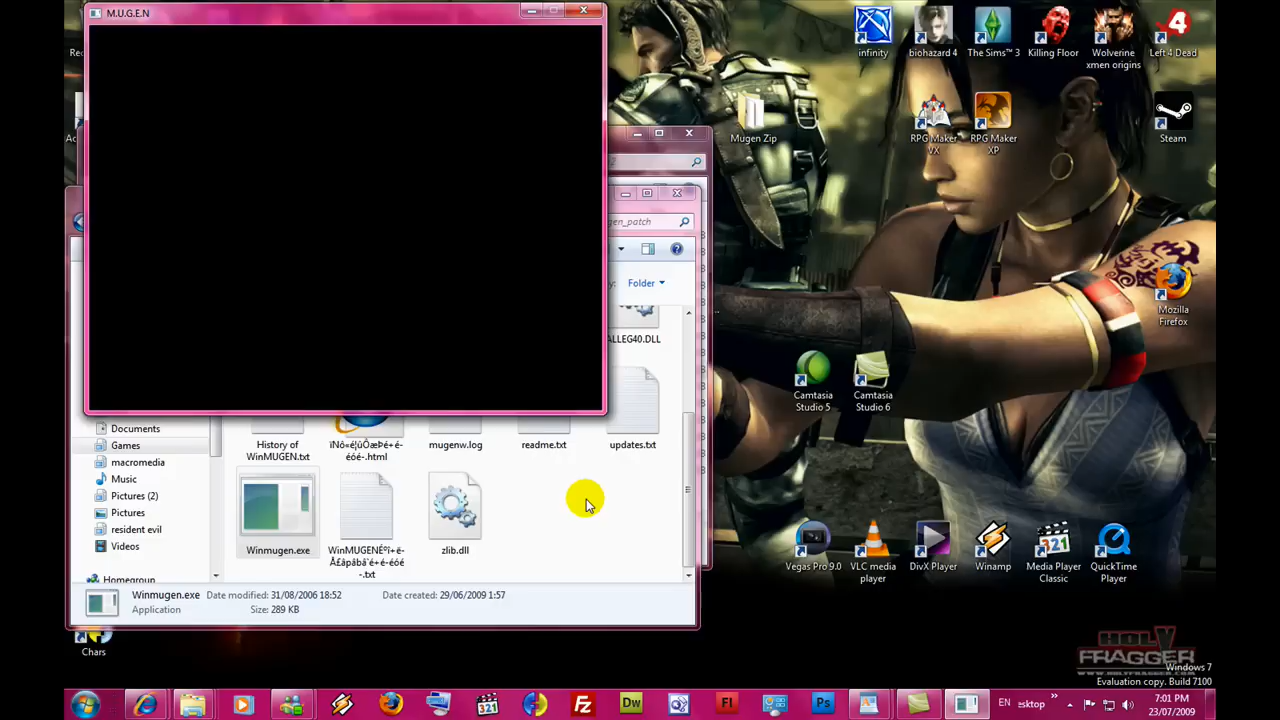 M.U.G.E.N
infinity
biohazard 4
The Sims™ 3
Killing Floor
Wolverine
xmen origins
Left 4 Dead
Mugen Zip
RPG Maker
VX
RPG Maker
XP
Steam
gen_patch
Folder
ALLEG40.DLL
Mozilla
Firefox
Camtasia
Studio 5
Camtasia
Studio 6
Documents
Games
macromedia
Music
Pictures (2)
Pictures
resident evil
Videos
Homegroup
History of
WinMUGEN.txt
mugenw.log
readme.txt
updates.txt
Winmugen.exe
zlib.dll
Vegas Pro 9.0
VLC media
player
DivX Player
Winamp
Media Player
Classic
QuickTime
Player
Winmugen.exe
Date modified: 31/08/2006 18:52
Date created: 29/06/2009 1:57
Application
Size: 289 KB
Chars
HOLY
FRAGGER
Windows 7
Evaluation copy. Build 7100
EN
esktop
7:01 PM
23/07/2009